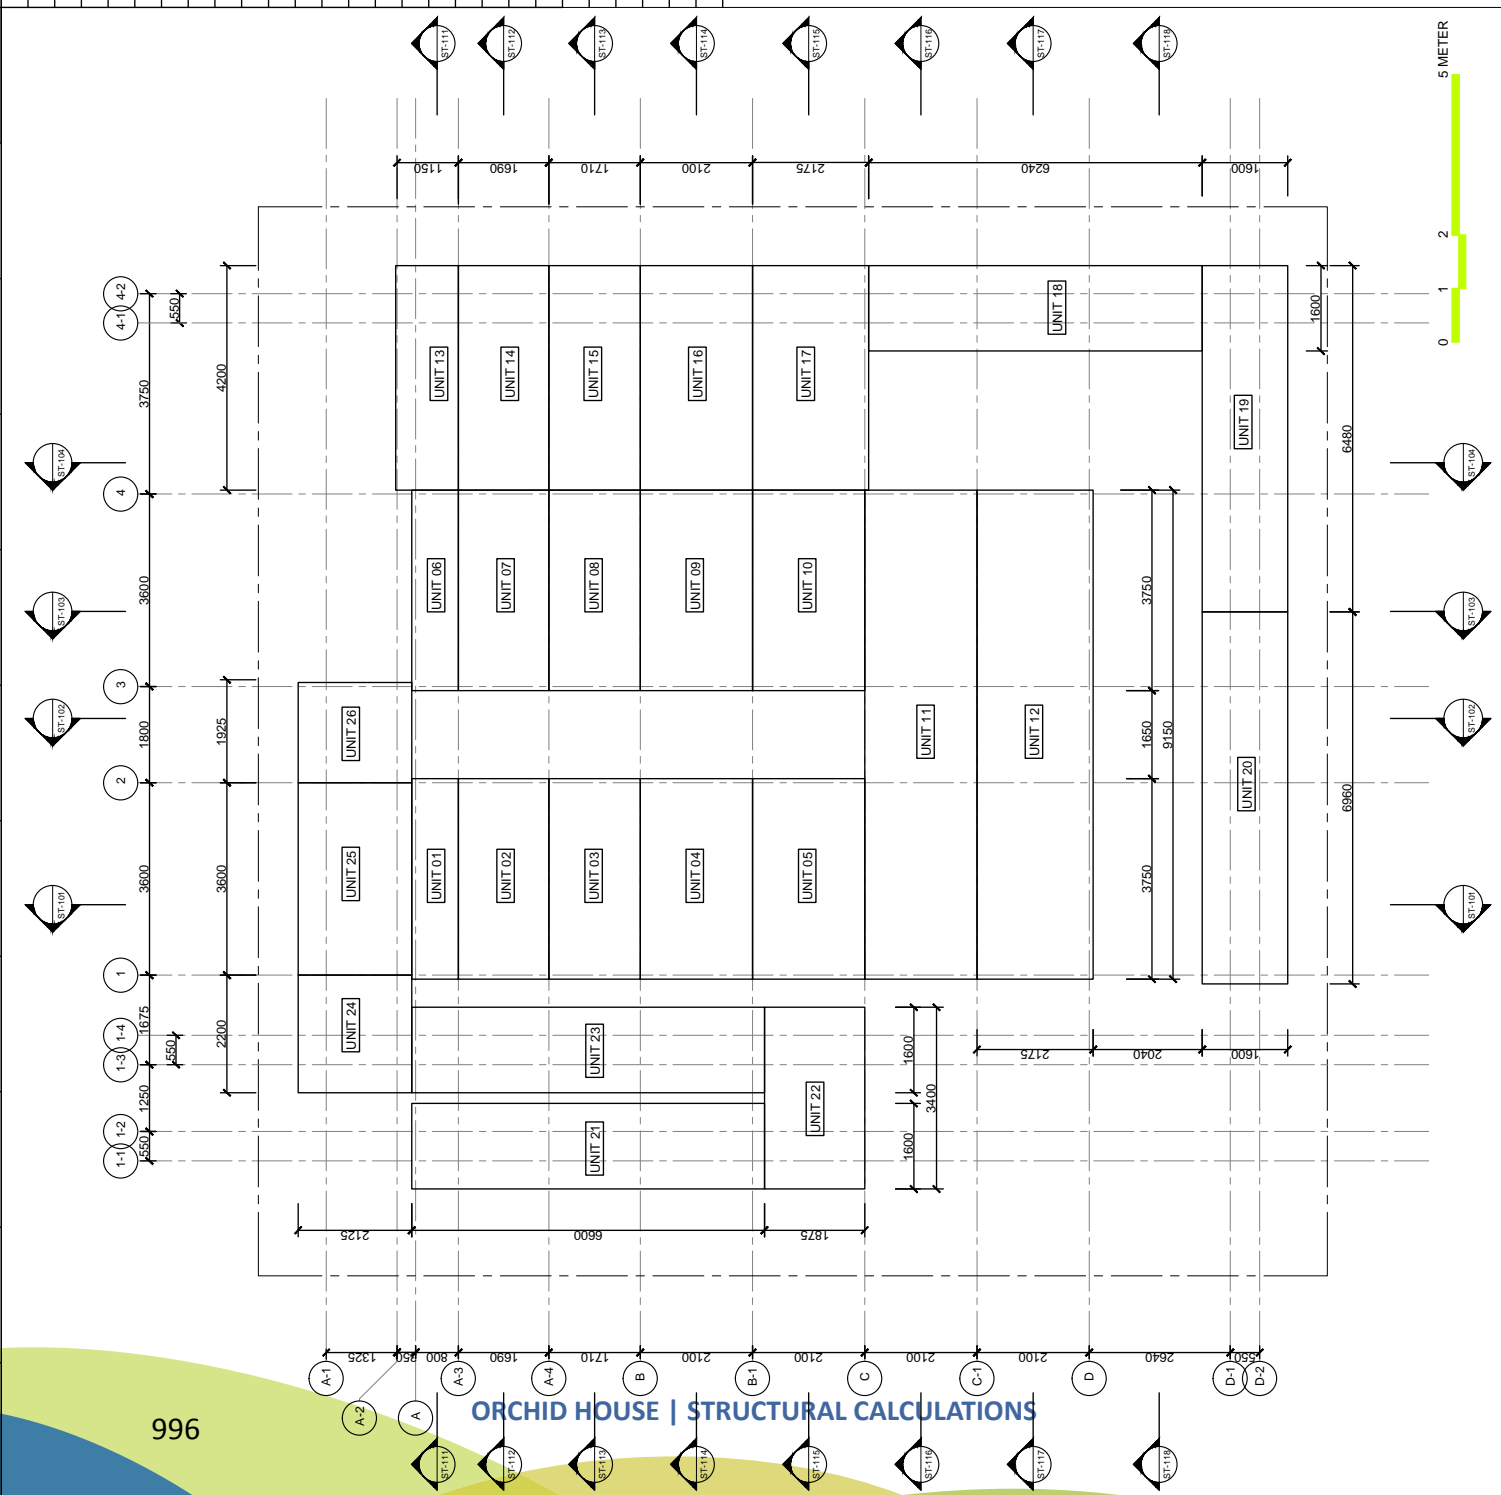 ST-111
ST-112
ST-113
ST-114
ST-115
ST-116
ST-117
ST-118
1150
1690
1710
2100
2175
6240
1600
5 METER
2
1
0
4-2
4-1
4
3
2
1
1-4
1-3
1-2
1-1
550
3750
3600
1800
3600
1675
550
1250
550
4200
1925
3600
2200
ST-104
ST-103
ST-102
ST-101
UNIT 13
UNIT 14
UNIT 15
UNIT 16
UNIT 17
UNIT 18
UNIT 19
UNIT 06
UNIT 07
UNIT 08
UNIT 09
UNIT 10
UNIT 11
UNIT 12
UNIT 26
UNIT 25
UNIT 24
UNIT 01
UNIT 02
UNIT 03
UNIT 04
UNIT 05
UNIT 20
UNIT 23
UNIT 21
UNIT 22
1600
6480
6960
3750
1650
9150
3750
ST-104
ST-103
ST-102
ST-101
2175
2040
1600
1600
3400
1600
2125
6600
1875
1325
350
800
1690
1710
2100
2100
2100
2100
2640
550
A-1
A-2
A
A-3
A-4
B
B-1
C
C-1
D
D-1
D-2
ORCHID HOUSE | STRUCTURAL CALCULATIONS
996
ST-111
ST-112
ST-113
ST-114
ST-115
ST-116
ST-117
ST-118